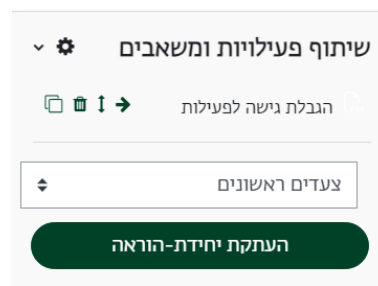 שיתוף פעילויות ומשאבים
הגבלת גישה לפעילות
צעדים ראשונים
העתקת יחידת-הוראה